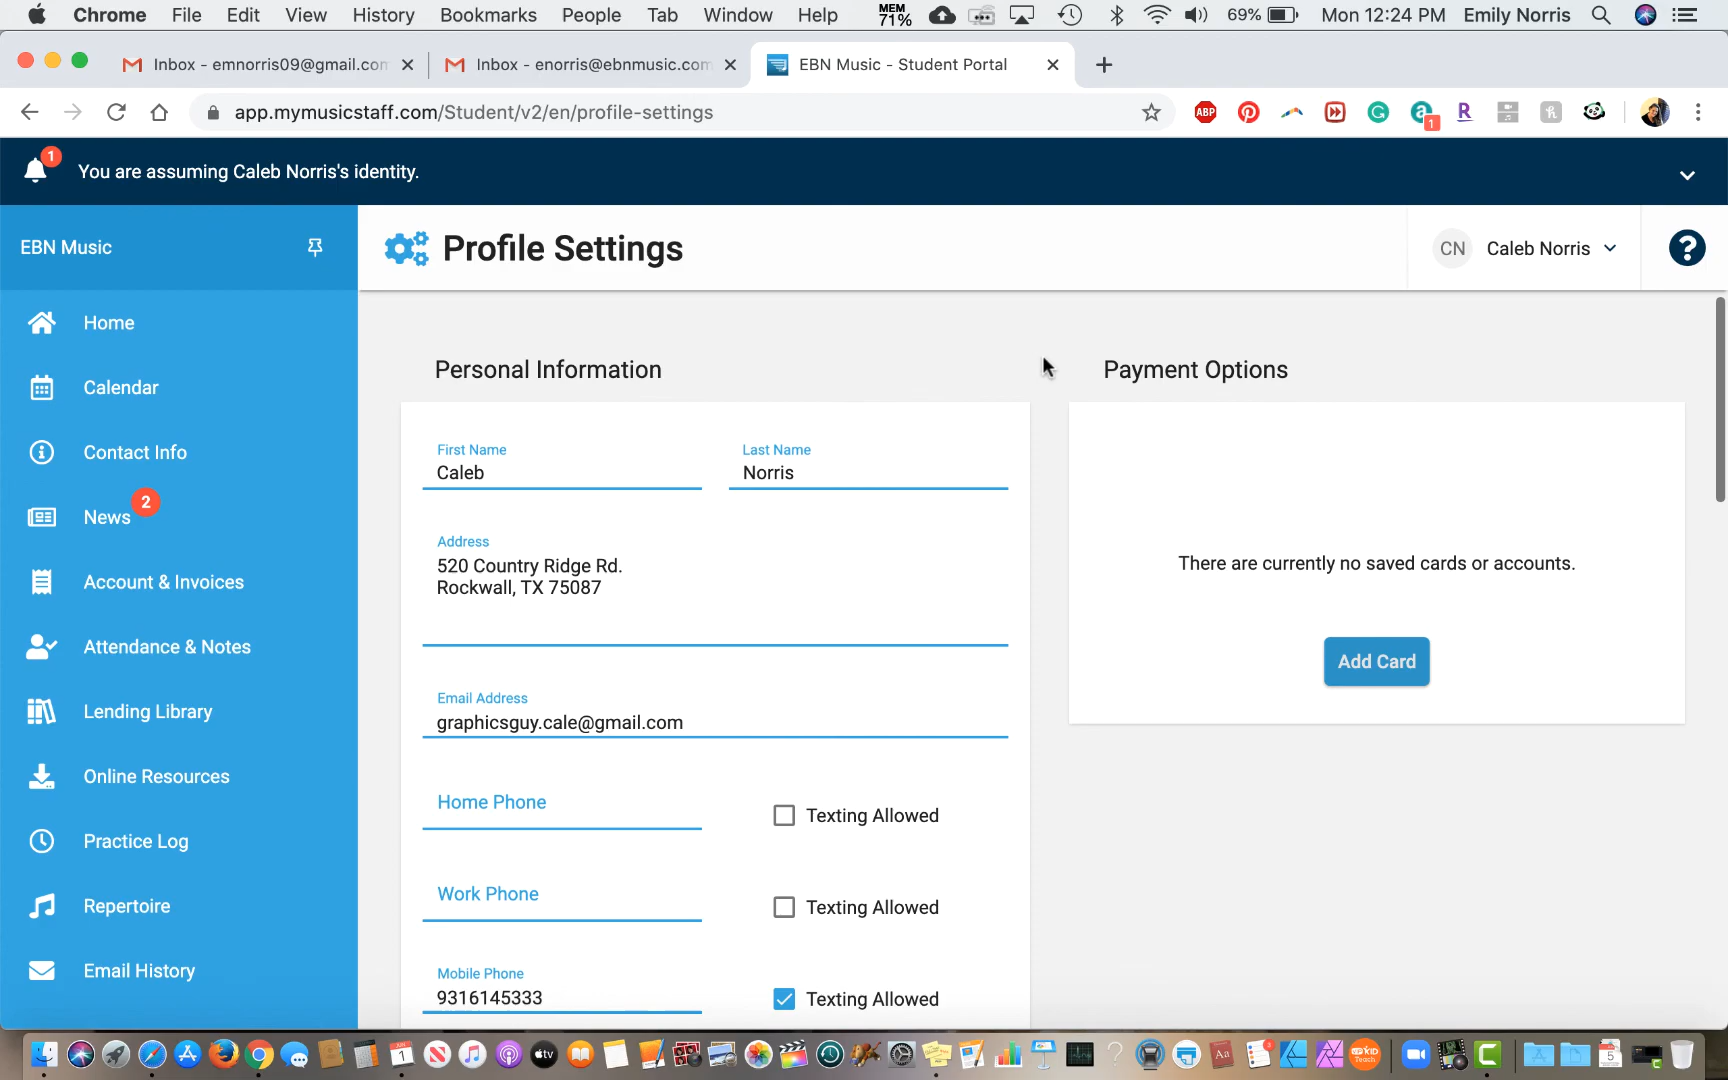 Chrome File Edit View History Bookmarks People Tab Window Help MEM 71% 69% Mon 12:24 PM Emily Norris
Inbox - emnorris09@gmail.com Inbox - enorris@ebnmusic.com EBN Music - Student Portal
app.mymusicstaff.com/Student/v2/en/profile-settings
ABP
1
1
You are assuming Caleb Norris's identity.
EBN Music
Profile Settings
CN Caleb Norris
?
Home
Calendar
Contact Info
News 2
Account & Invoices
Attendance & Notes
Lending Library
Online Resources
Practice Log
Repertoire
Email History
Personal Information
First Name
Caleb
Last Name
Norris
Address
520 Country Ridge Rd.
Rockwall, TX 75087
Email Address
graphicsguy.cale@gmail.com
Home Phone
Texting Allowed
Work Phone
Texting Allowed
Mobile Phone
9316145333
Texting Allowed
Payment Options
There are currently no saved cards or accounts.
Add Card